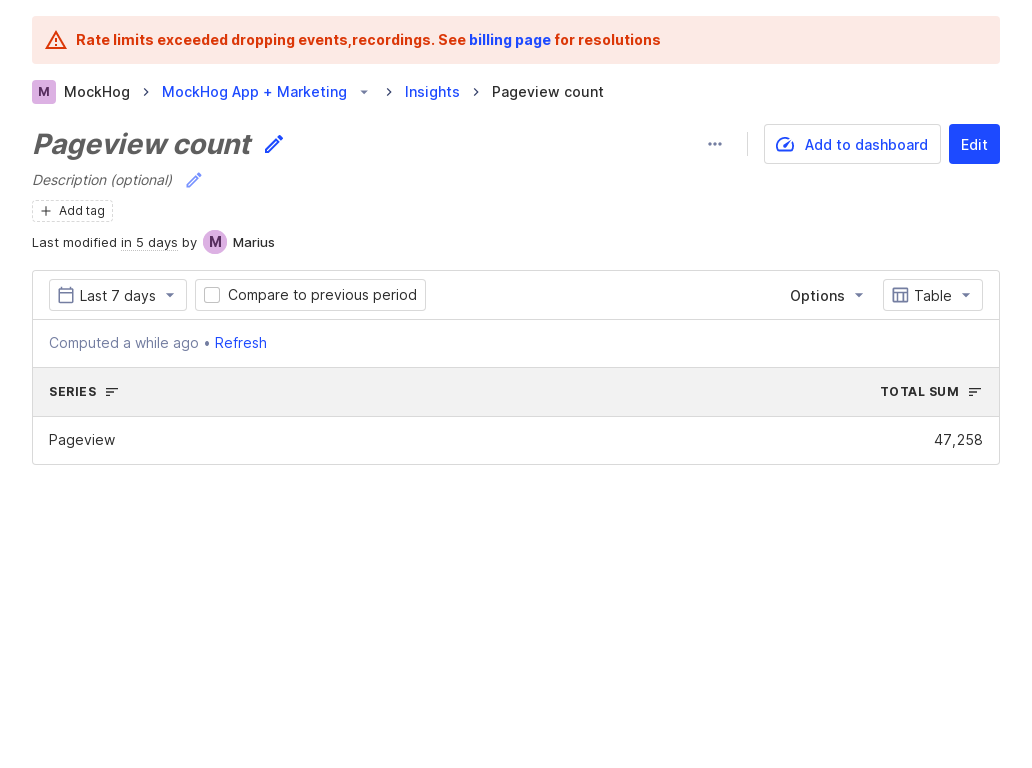 Rate limits exceeded dropping events,recordings. See billing page for resolutions
M MockHog MockHog App + Marketing Insights Pageview count
Pageview count
Add to dashboard
Edit
Description (optional)
Add tag
Last modified in 5 days by M Marius
Last 7 days Compare to previous period Options Table
Computed a while ago • Refresh
SERIES TOTAL SUM
Pageview 47,258